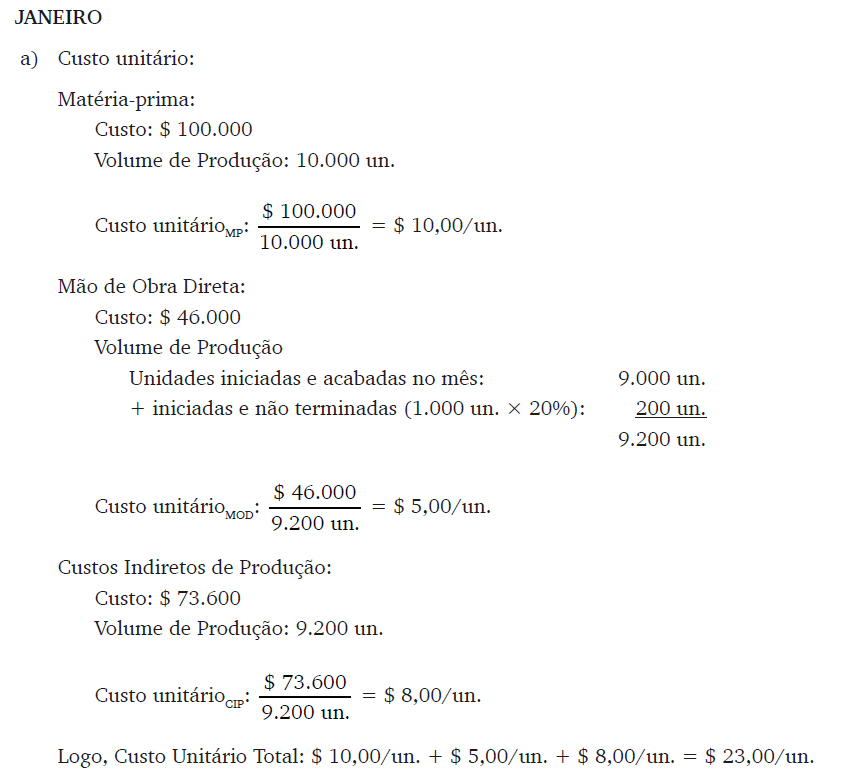 JANEIRO
a) Custo unitário:
Matéria-prima:
Custo: $ 100.000
Volume de Produção: 10.000 un.
Custo unitárioMP: $ 100.000 / 10.000 un. = $ 10,00/un.
Mão de Obra Direta:
Custo: $ 46.000
Volume de Produção
Unidades iniciadas e acabadas no mês: 9.000 un.
+ iniciadas e não terminadas (1.000 un. × 20%): 200 un.
9.200 un.
Custo unitárioMOD: $ 46.000 / 9.200 un. = $ 5,00/un.
Custos Indiretos de Produção:
Custo: $ 73.600
Volume de Produção: 9.200 un.
Custo unitárioCIP: $ 73.600 / 9.200 un. = $ 8,00/un.
Logo, Custo Unitário Total: $ 10,00/un. + $ 5,00/un. + $ 8,00/un. = $ 23,00/un.